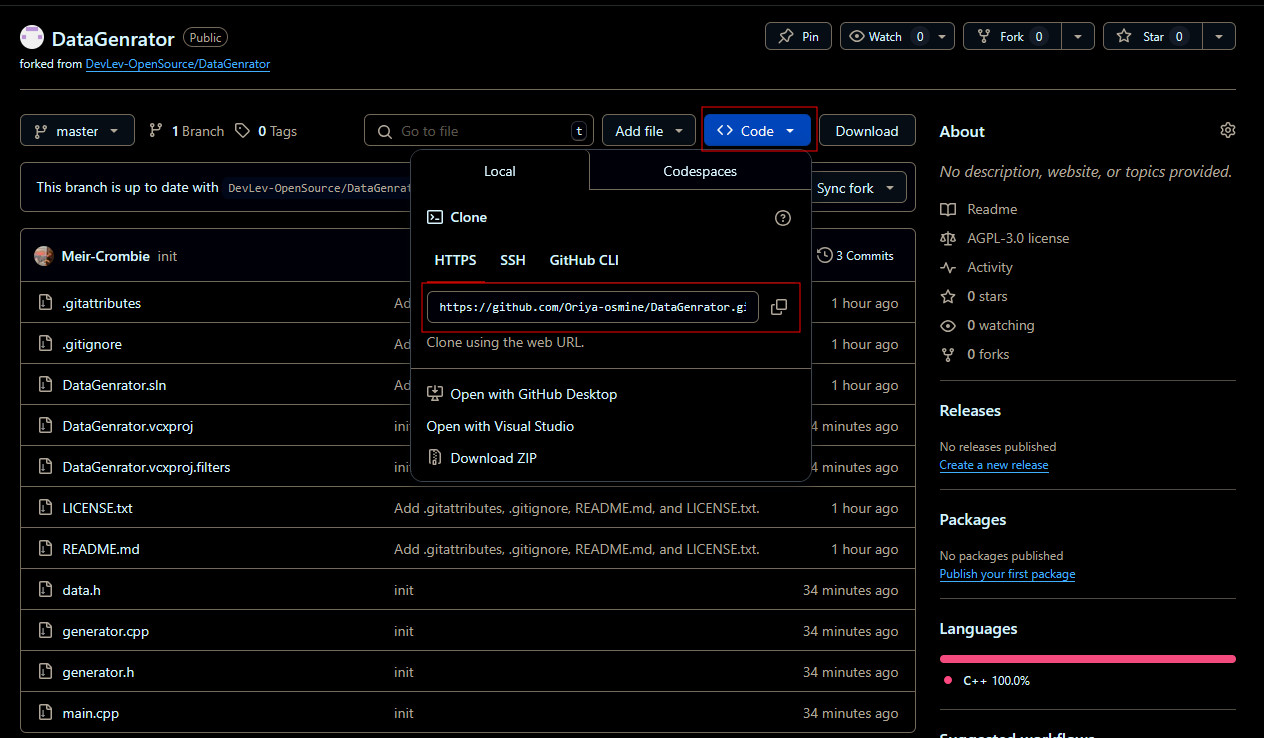 DataGenrator Public
Pin Watch 0 Fork 0 Star 0
forked from DevLev-OpenSource/DataGenrator
master 1 Branch 0 Tags
Go to file t
Add file
<> Code
Download
This branch is up to date with DevLev-OpenSource/DataGenrat
Sync fork
Local Codespaces
Clone
HTTPS SSH GitHub CLI
https://github.com/Oriya-osmine/DataGenrator.gi
Clone using the web URL.
Open with GitHub Desktop
Open with Visual Studio
Download ZIP
Meir-Crombie init 3 Commits
.gitattributes Ad 1 hour ago
.gitignore Ad 1 hour ago
DataGenrator.sln Ad 1 hour ago
DataGenrator.vcxproj ini 4 minutes ago
DataGenrator.vcxproj.filters ini 4 minutes ago
LICENSE.txt Add .gitattributes, .gitignore, README.md, and LICENSE.txt. 1 hour ago
README.md Add .gitattributes, .gitignore, README.md, and LICENSE.txt. 1 hour ago
data.h init 34 minutes ago
generator.cpp init 34 minutes ago
generator.h init 34 minutes ago
main.cpp init 34 minutes ago
About
No description, website, or topics provided.
Readme
AGPL-3.0 license
Activity
0 stars
0 watching
0 forks
Releases
No releases published
Create a new release
Packages
No packages published
Publish your first package
Languages
C++ 100.0%
Suggested workflows